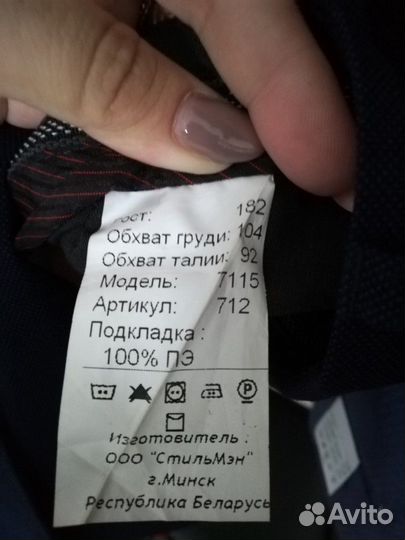 Рост: 182
Обхват груди: 104
Обхват талии: 92
Модель: 7115
Артикул: 712
Подкладка :
100% ПЭ
Изготовитель :
ООО "СтильМэн"
г.Минск
Республика Беларусь
Avito